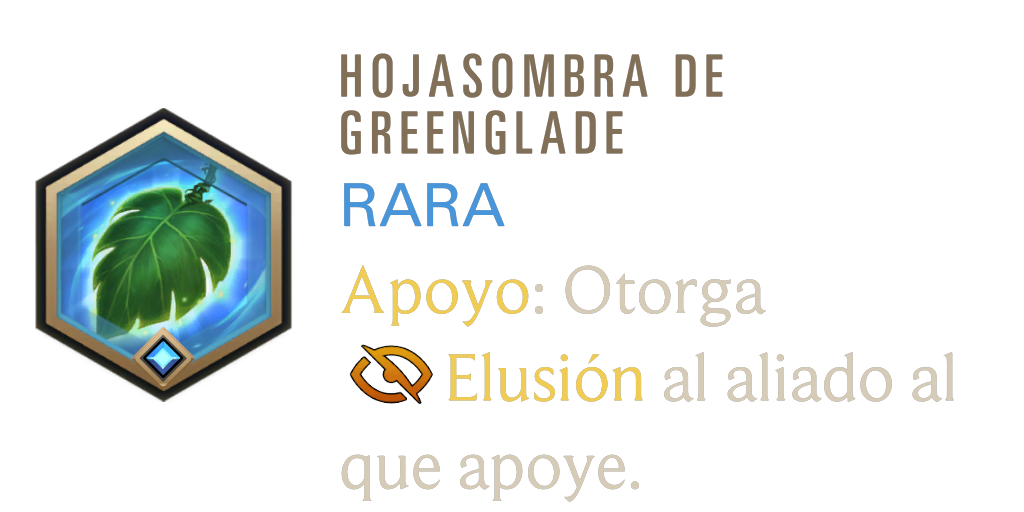 HOJASOMBRA DE
GREENGLADE
RARA
Apoyo: Otorga
Elusión al aliado al
que apoye.